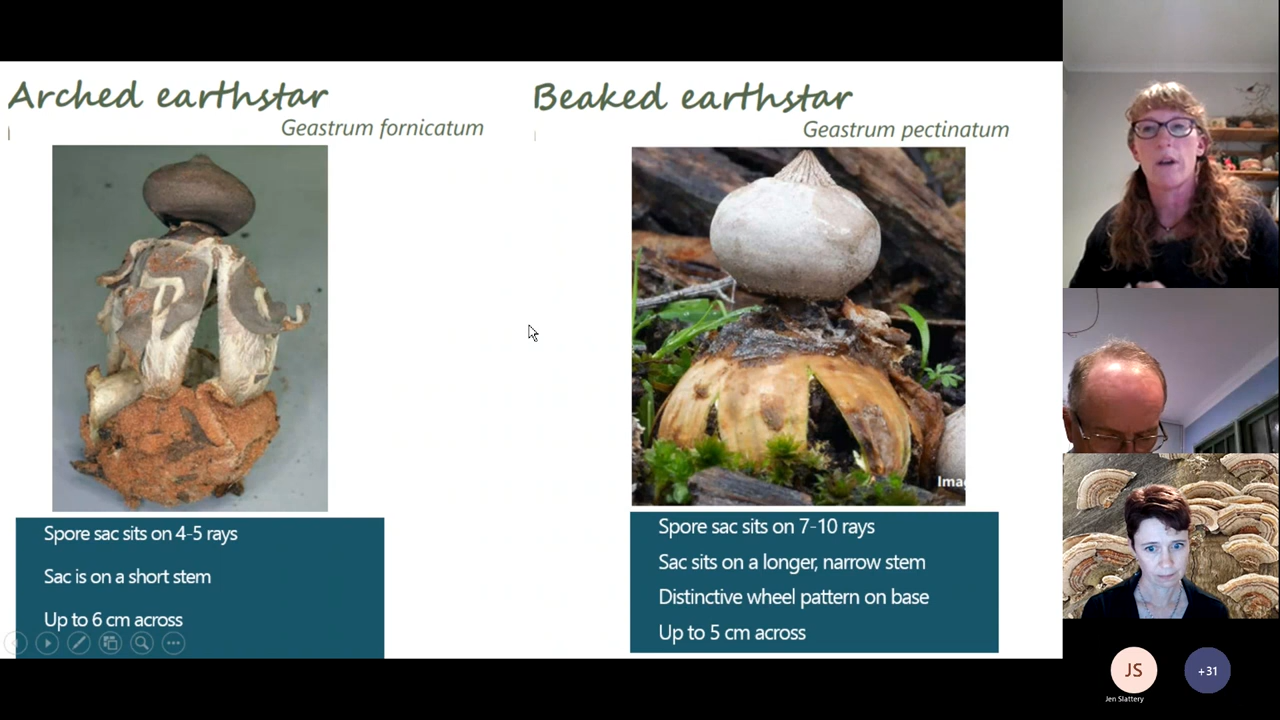 Arched earthstar
Geastrum fornicatum
Spore sac sits on 4-5 rays
Sac is on a short stem
Up to 6 cm across
Beaked earthstar
Geastrum pectinatum
Imag
Spore sac sits on 7-10 rays
Sac sits on a longer, narrow stem
Distinctive wheel pattern on base
Up to 5 cm across
JS
Jen Slattery
+31